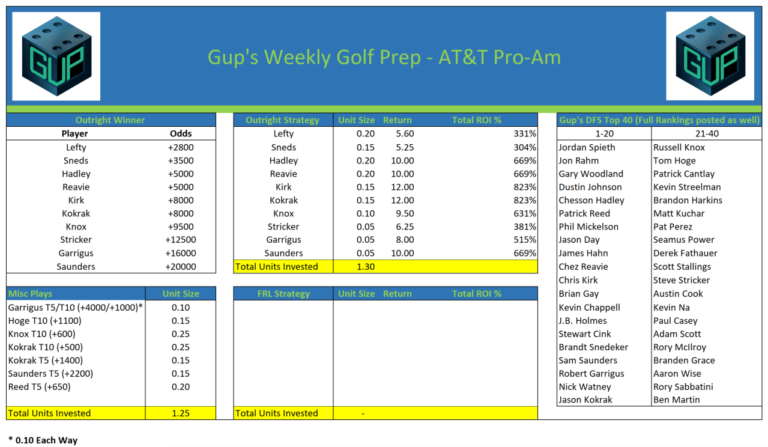 GUP
Gup's Weekly Golf Prep - AT&T Pro-Am
GUP
Outright Winner
Player Odds
Lefty +2800
Sneds +3500
Hadley +5000
Reavie +5000
Kirk +8000
Kokrak +8000
Knox +9500
Stricker +12500
Garrigus +16000
Saunders +20000
Outright Strategy Unit Size Return Total ROI %
Lefty 0.20 5.60 331%
Sneds 0.15 5.25 304%
Hadley 0.20 10.00 669%
Reavie 0.20 10.00 669%
Kirk 0.15 12.00 823%
Kokrak 0.15 12.00 823%
Knox 0.10 9.50 631%
Stricker 0.05 6.25 381%
Garrigus 0.05 8.00 515%
Saunders 0.05 10.00 669%
Total Units Invested 1.30
Gup's DFS Top 40 (Full Rankings posted as well)
1-20 21-40
Jordan Spieth Russell Knox
Jon Rahm Tom Hoge
Gary Woodland Patrick Cantlay
Dustin Johnson Kevin Streelman
Chesson Hadley Brandon Harkins
Patrick Reed Matt Kuchar
Phil Mickelson Pat Perez
Jason Day Seamus Power
James Hahn Derek Fathauer
Chez Reavie Scott Stallings
Chris Kirk Steve Stricker
Brian Gay Austin Cook
Kevin Chappell Kevin Na
J.B. Holmes Paul Casey
Stewart Cink Adam Scott
Brandt Snedeker Rory McIlroy
Sam Saunders Branden Grace
Robert Garrigus Aaron Wise
Nick Watney Rory Sabbatini
Jason Kokrak Ben Martin
Misc Plays Unit Size
Garrigus T5/T10 (+4000/+1000)* 0.10
Hoge T10 (+1100) 0.15
Knox T10 (+600) 0.25
Kokrak T10 (+500) 0.25
Kokrak T5 (+1400) 0.15
Saunders T5 (+2200) 0.15
Reed T5 (+650) 0.20
Total Units Invested 1.25
FRL Strategy Unit Size Return Total ROI %
Total Units Invested -
* 0.10 Each Way